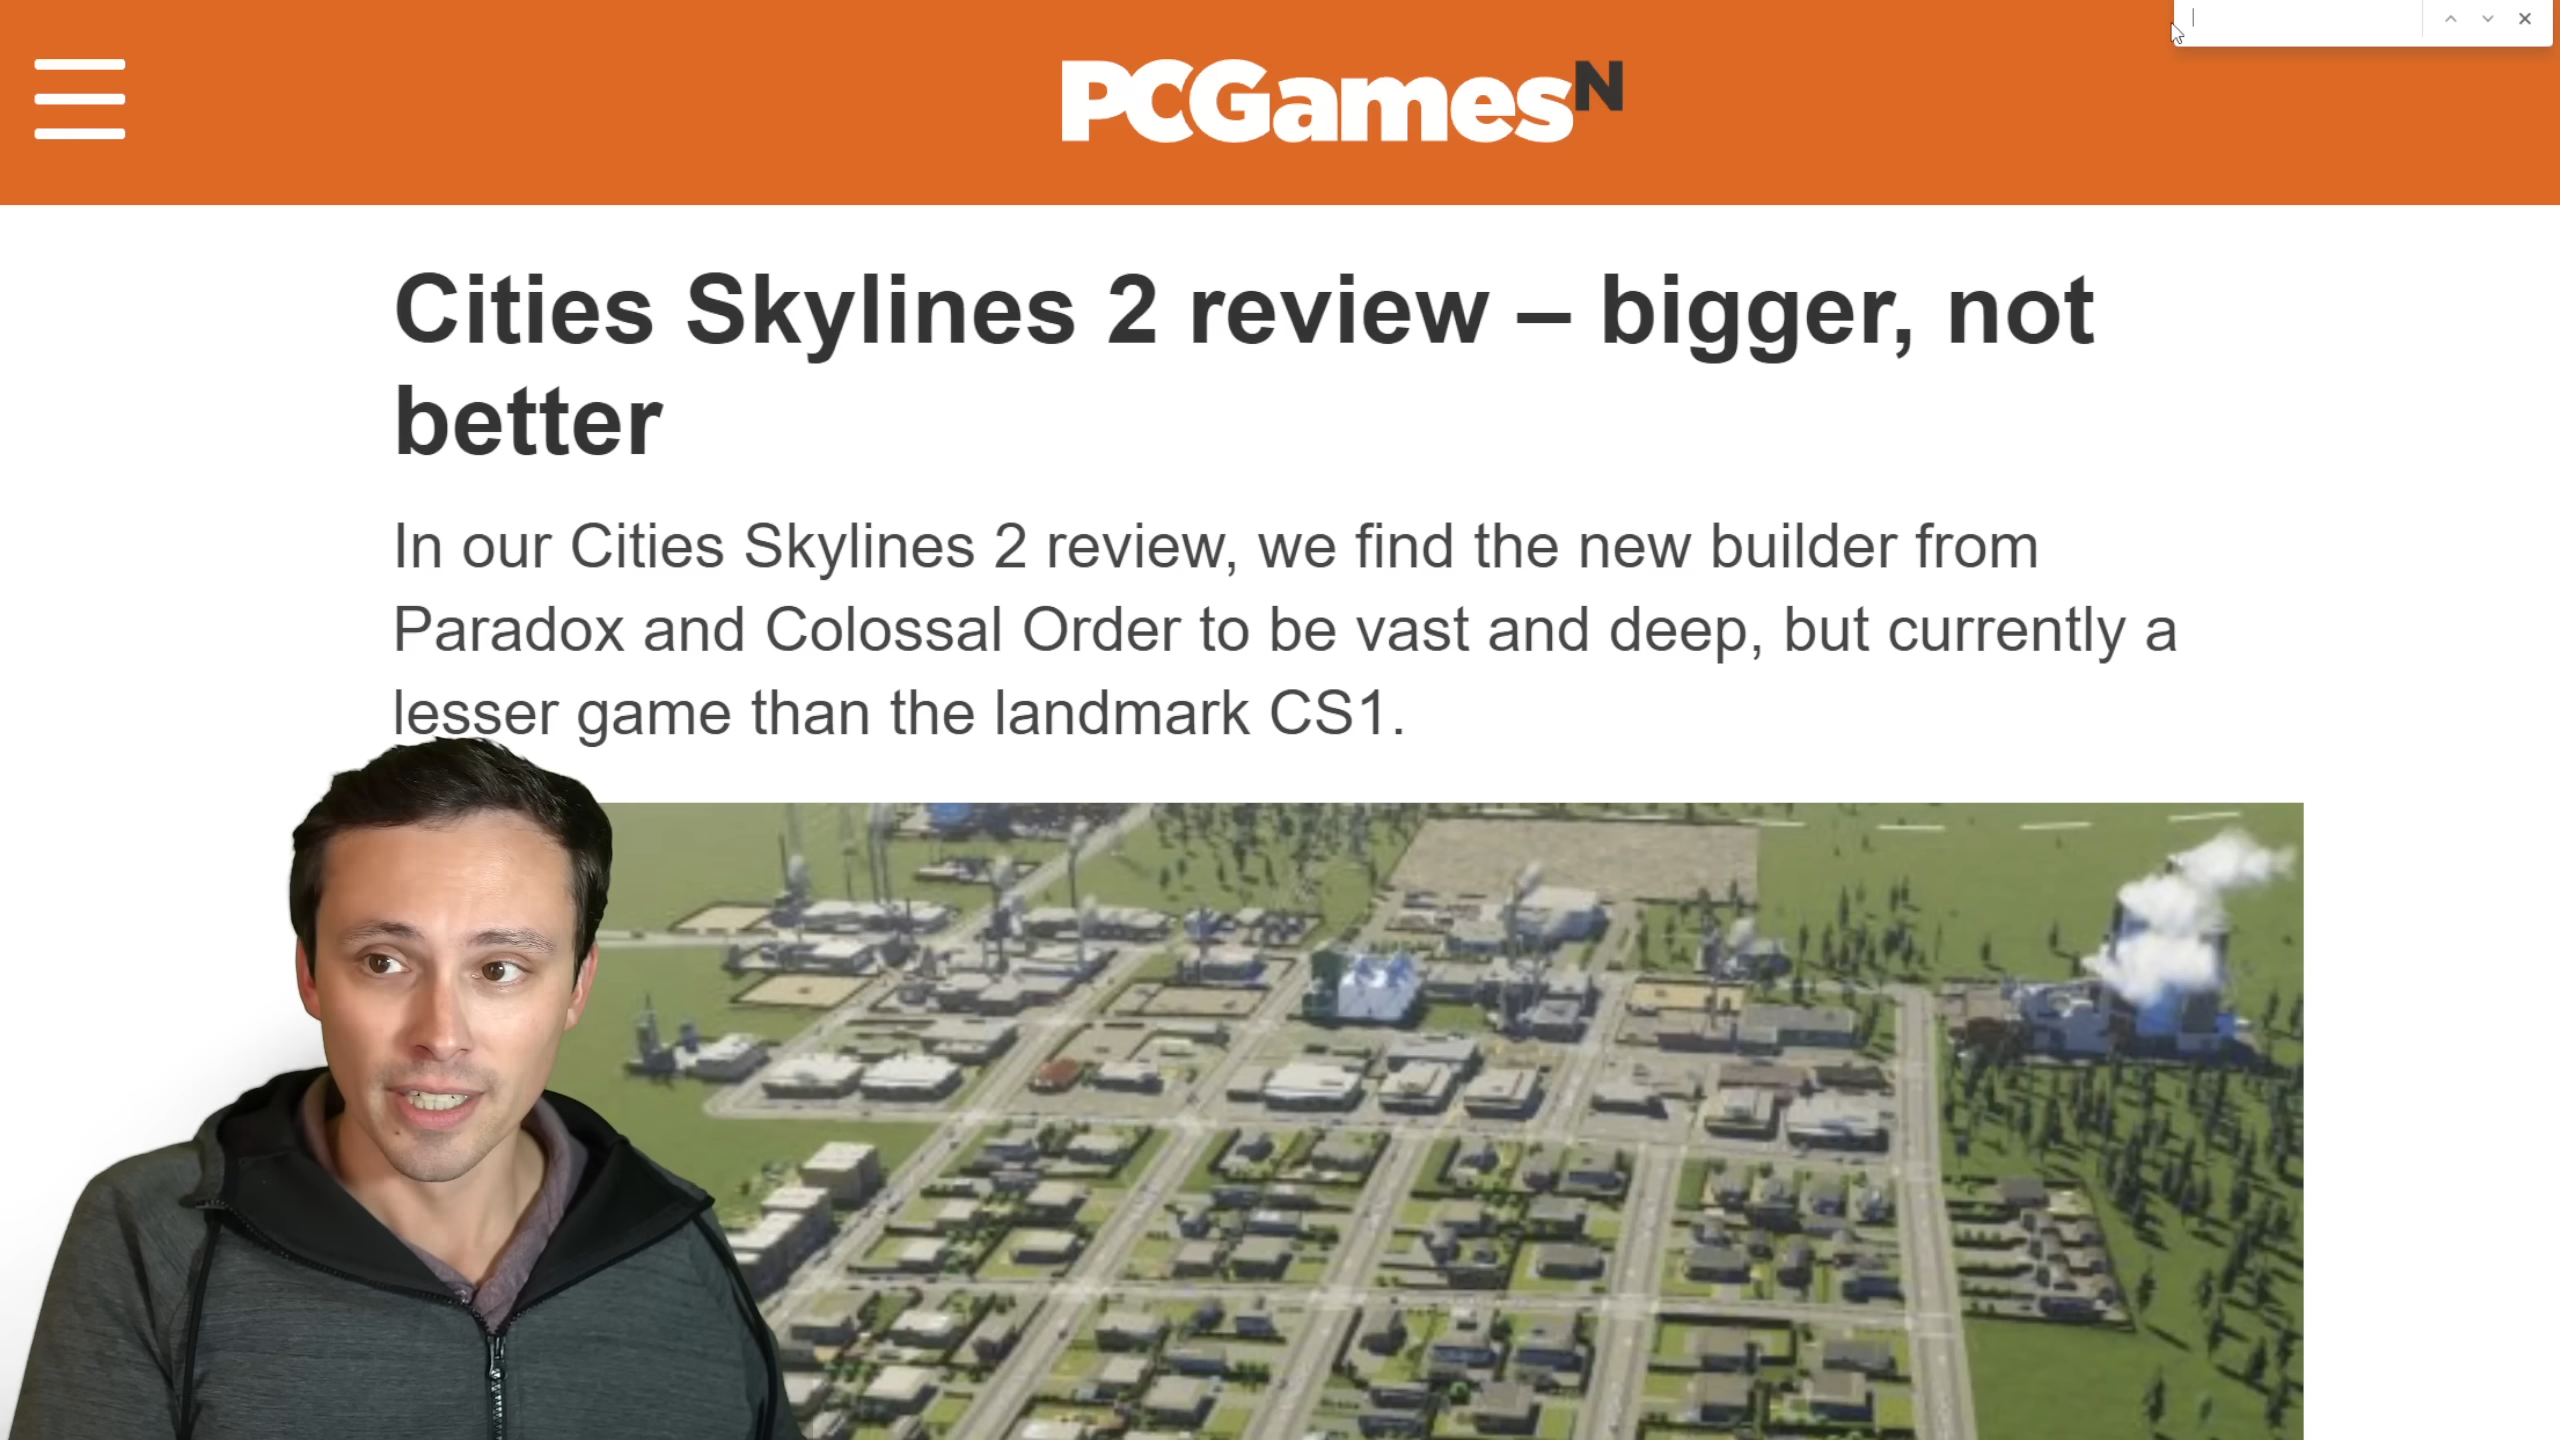 PCGamesN
Cities Skylines 2 review – bigger, not
better
In our Cities Skylines 2 review, we find the new builder from
Paradox and Colossal Order to be vast and deep, but currently a
lesser game than the landmark CS1.